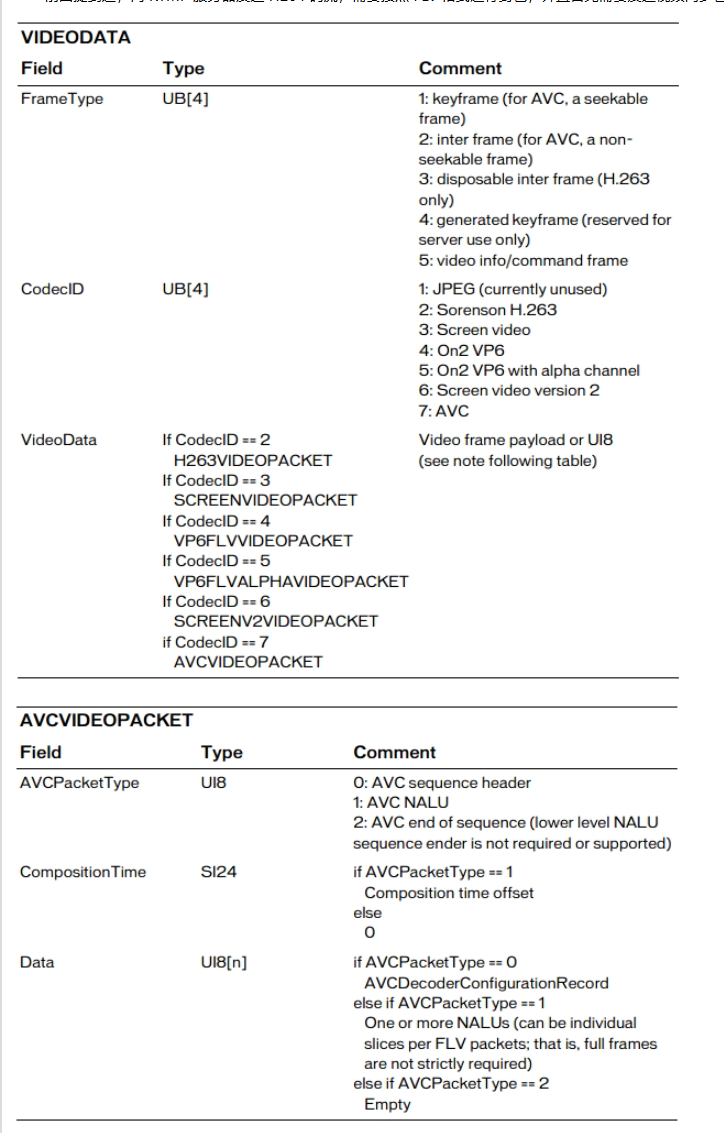 VIDEODATA
Field Type Comment
FrameType UB[4] 1: keyframe (for AVC, a seekable
frame)
2: inter frame (for AVC, a non-
seekable frame)
3: disposable inter frame (H.263
only)
4: generated keyframe (reserved for
server use only)
5: video info/command frame
CodecID UB[4] 1: JPEG (currently unused)
2: Sorenson H.263
3: Screen video
4: On2 VP6
5: On2 VP6 with alpha channel
6: Screen video version 2
7: AVC
VideoData If CodecID == 2 Video frame payload or UI8
H263VIDEOPACKET (see note following table)
If CodecID == 3
SCREENVIDEOPACKET
If CodecID == 4
VP6FLVVIDEOPACKET
If CodecID == 5
VP6FLVALPHAVIDEOPACKET
If CodecID == 6
SCREENV2VIDEOPACKET
if CodecID == 7
AVCVIDEOPACKET
AVCVIDEOPACKET
Field Type Comment
AVCPacketType UI8 0: AVC sequence header
1: AVC NALU
2: AVC end of sequence (lower level NALU
sequence ender is not required or supported)
CompositionTime SI24 if AVCPacketType == 1
Composition time offset
else
0
Data UI8[n] if AVCPacketType == 0
AVCDecoderConfigurationRecord
else if AVCPacketType == 1
One or more NALUs (can be individual
slices per FLV packets; that is, full frames
are not strictly required)
else if AVCPacketType == 2
Empty